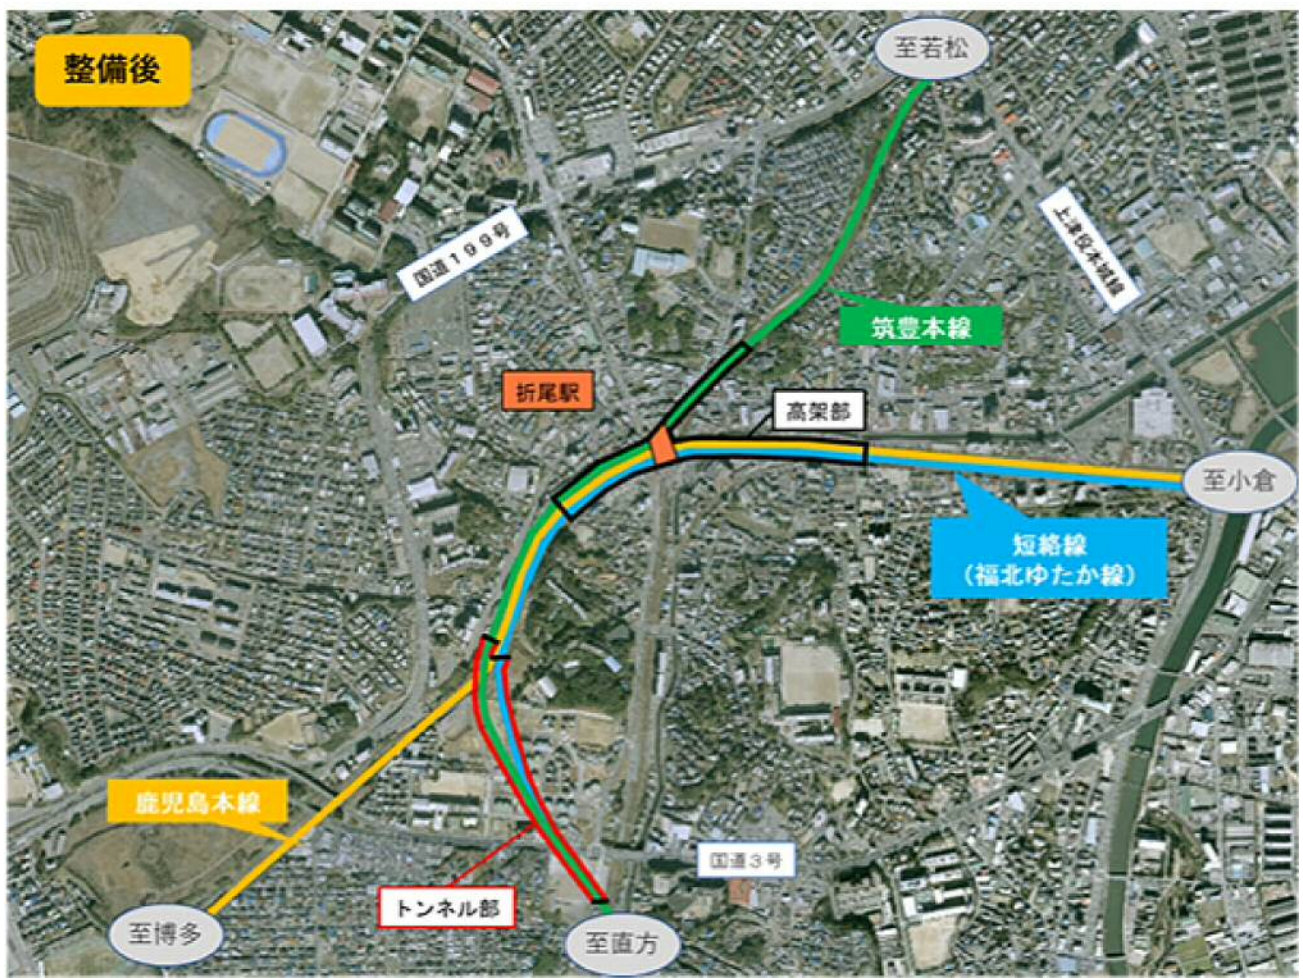 整備後
至若松
国道199号
上津役本城線
筑豊本線
折尾駅
高架部
至小倉
短絡線
(福北ゆたか線)
鹿児島本線
国道3号
トンネル部
至博多
至直方